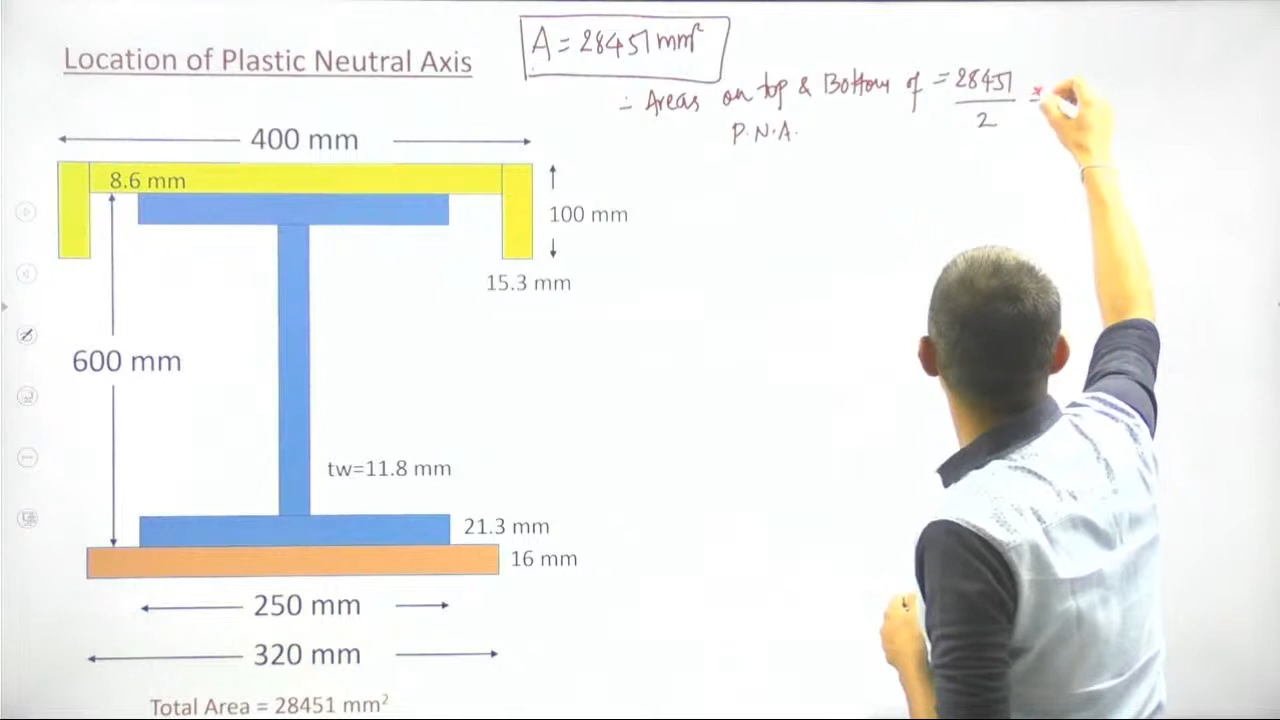 Location of Plastic Neutral Axis
A = 28451 mm²
∴ Areas on top & Bottom of = 28451
P.N.A. 2 =
400 mm
8.6 mm
100 mm
15.3 mm
600 mm
tw=11.8 mm
21.3 mm
16 mm
250 mm
320 mm
Total Area = 28451 mm²